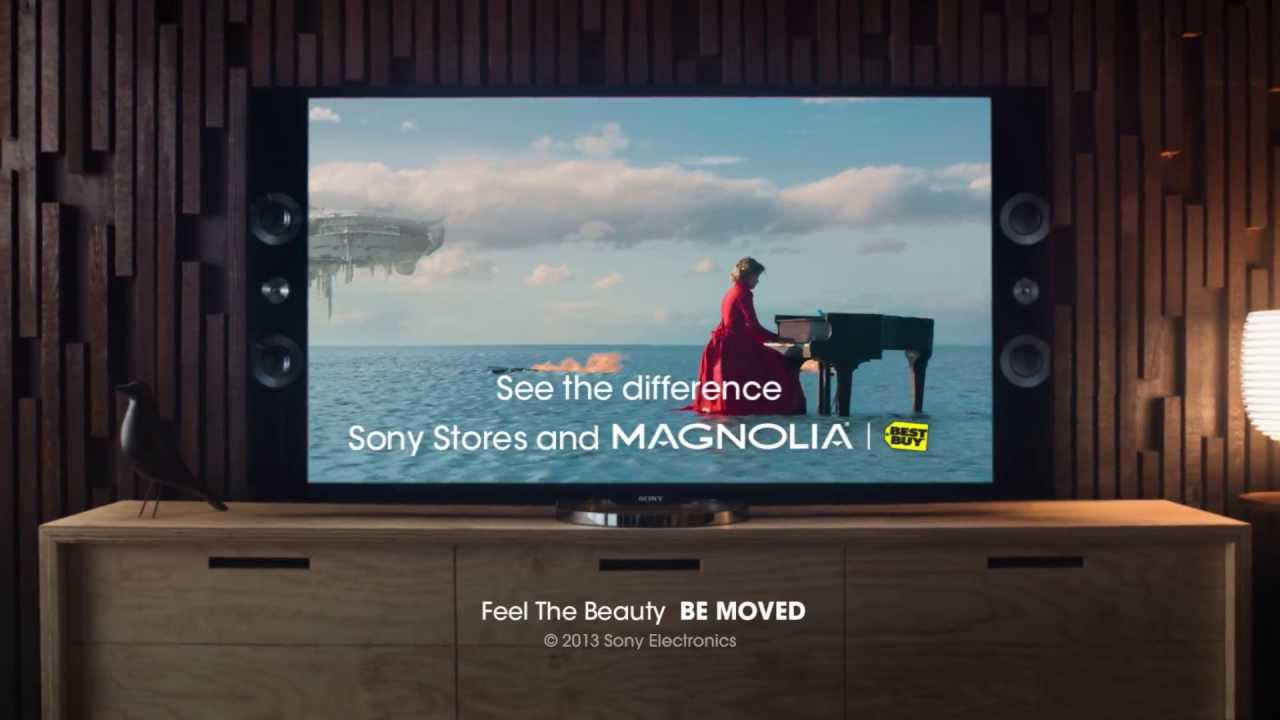 See the difference
Sony Stores and MAGNOLIA | BEST BUY
SONY
Feel The Beauty BE MOVED
© 2013 Sony Electronics